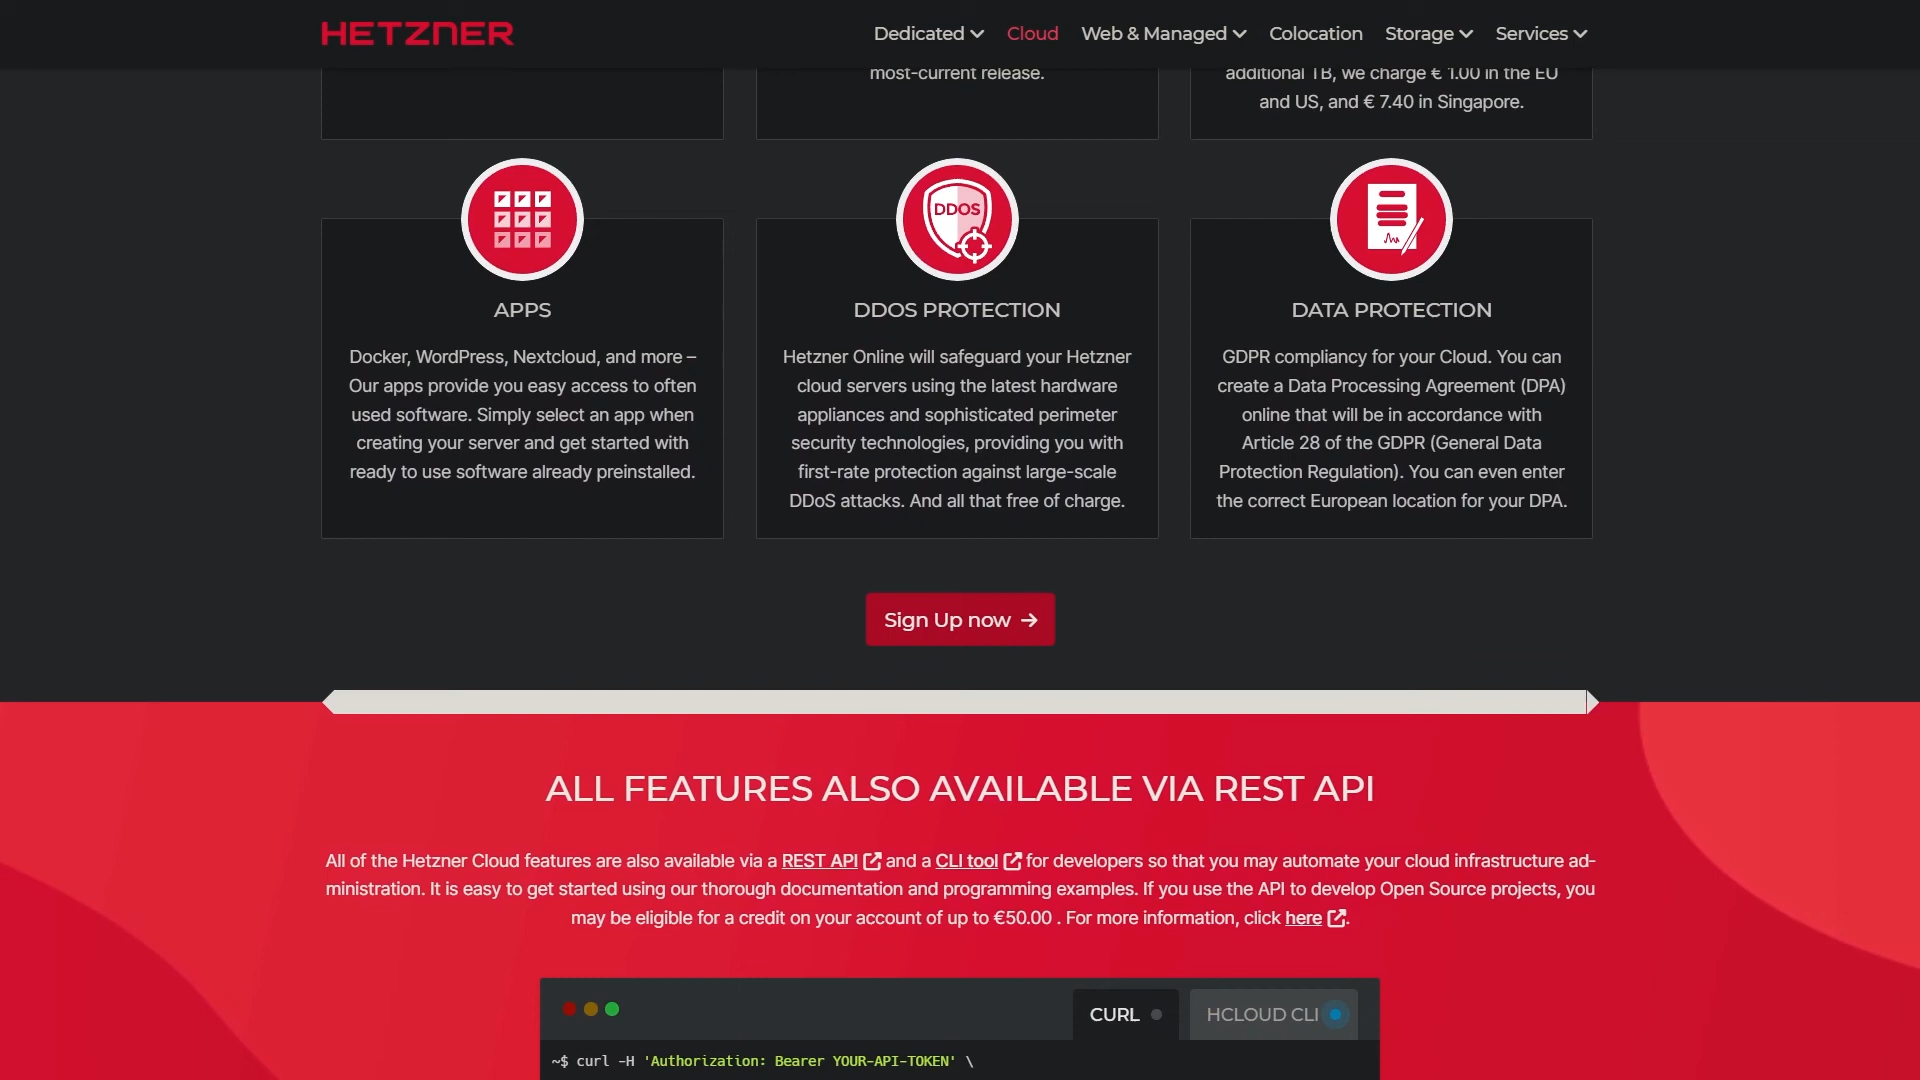 HETZNER
Dedicated
Cloud
Web & Managed
Colocation
Storage
Services
most-current release.
additional TB, we charge € 1.00 in the EU
and US, and € 7.40 in Singapore.
APPS
Docker, WordPress, Nextcloud, and more –
Our apps provide you easy access to often
used software. Simply select an app when
creating your server and get started with
ready to use software already preinstalled.
DDOS
DDOS PROTECTION
Hetzner Online will safeguard your Hetzner
cloud servers using the latest hardware
appliances and sophisticated perimeter
security technologies, providing you with
first-rate protection against large-scale
DDoS attacks. And all that free of charge.
DATA PROTECTION
GDPR compliancy for your Cloud. You can
create a Data Processing Agreement (DPA)
online that will be in accordance with
Article 28 of the GDPR (General Data
Protection Regulation). You can even enter
the correct European location for your DPA.
Sign Up now
ALL FEATURES ALSO AVAILABLE VIA REST API
All of the Hetzner Cloud features are also available via a REST API and a CLI tool for developers so that you may automate your cloud infrastructure ad-
ministration. It is easy to get started using our thorough documentation and programming examples. If you use the API to develop Open Source projects, you
may be eligible for a credit on your account of up to €50.00 . For more information, click here .
CURL
HCLOUD CLI
~$ curl -H 'Authorization: Bearer YOUR-API-TOKEN' \